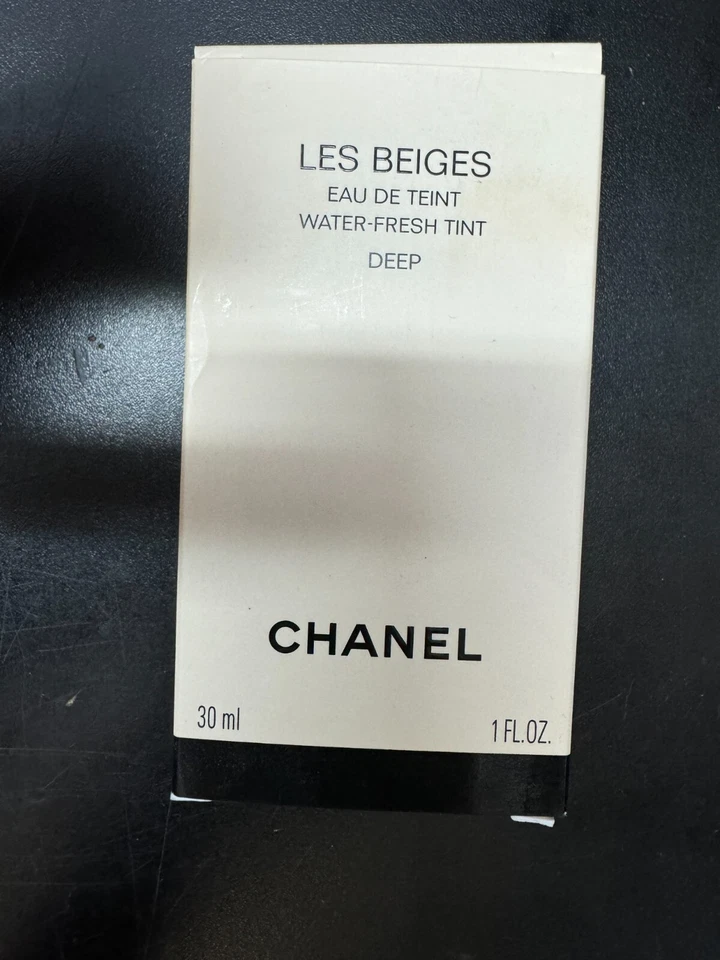 LES BEIGES
EAU DE TEINT
WATER-FRESH TINT
DEEP
CHANEL
30 ml
1 FL.OZ.